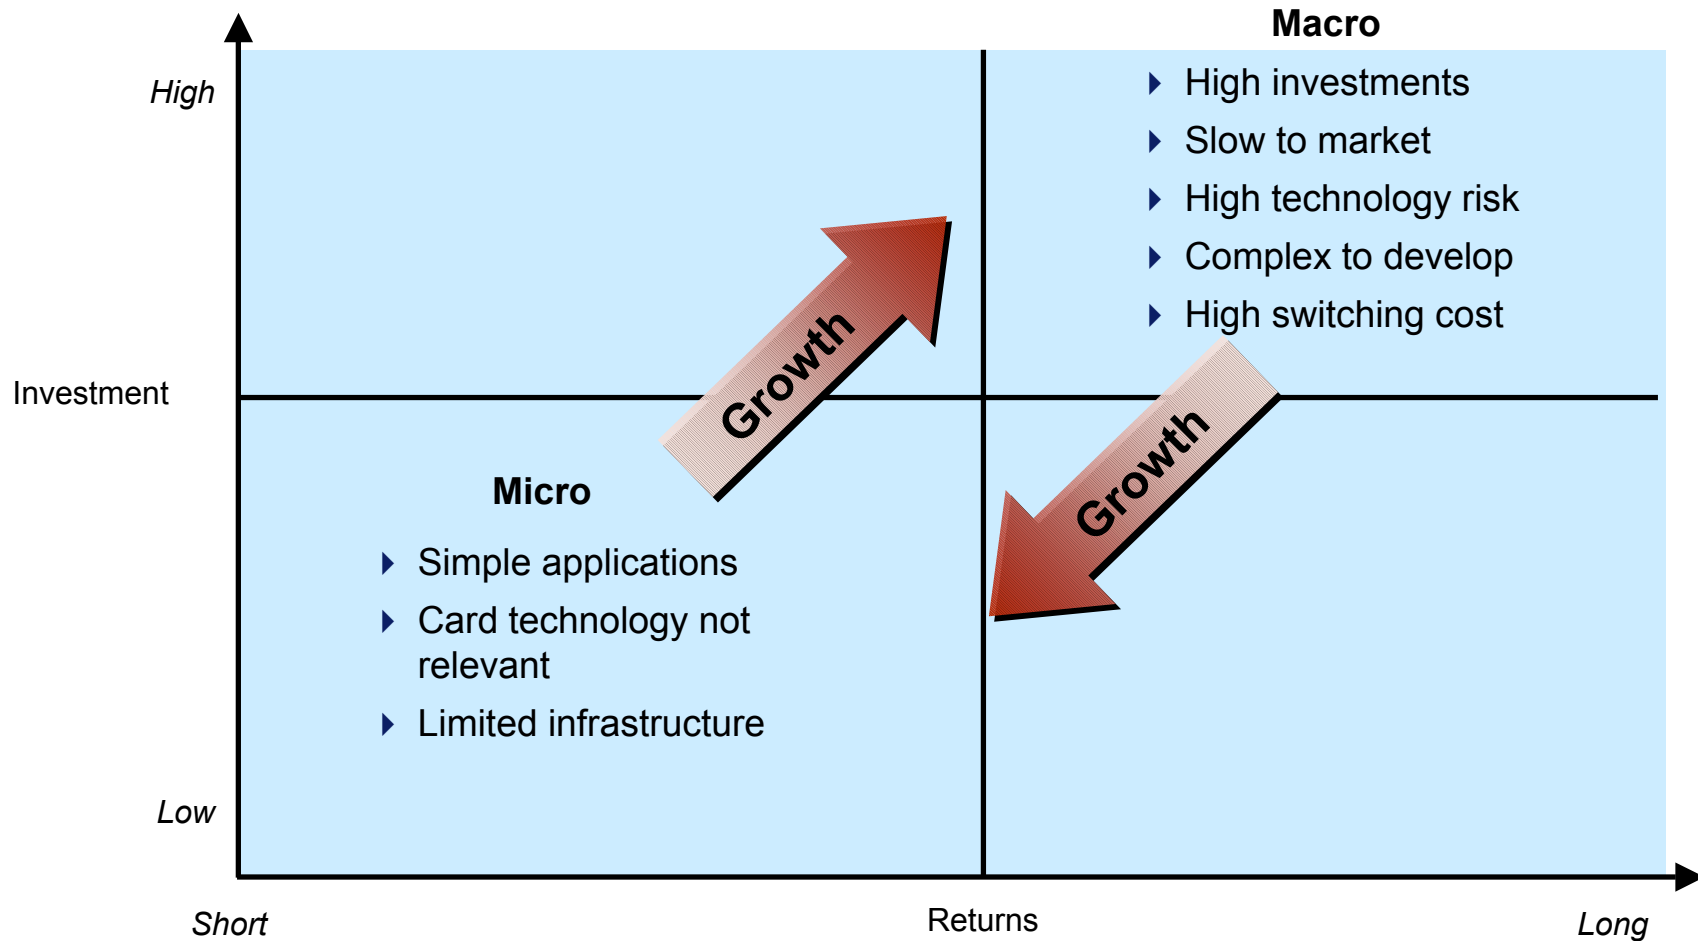 Macro
High
High investments
Slow to market
High technology risk
Complex to develop
High switching cost
Growth
Investment
Growth
Micro
Simple applications
Card technology not
relevant
Limited infrastructure
Low
Short
Returns
Long